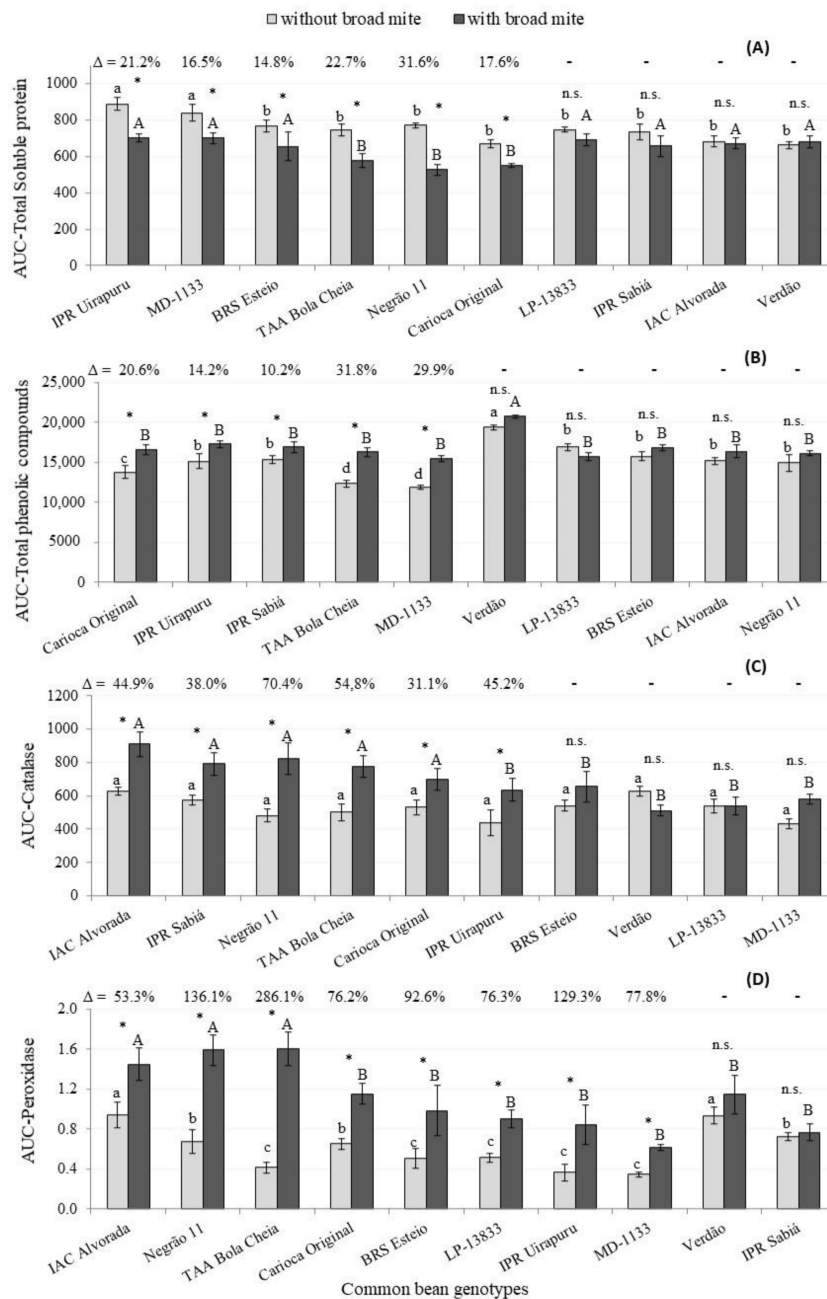 without broad mite with broad mite
(A)
Δ = 21.2% 16.5% 14.8% 22.7% 31.6% 17.6% - - - -
* * * * * * n.s. n.s. n.s. n.s.
a A a A b A b B b B b B b A b A b A b A
AUC-Total Soluble protein
1000
800
600
400
200
0
IPR Uirapuru MD-1133 BRS Esteio TAA Bola Cheia Negrão 11 Carioca Original LP-13833 IPR Sabiá IAC Alvorada Verdão
(B)
Δ = 20.6% 14.2% 10.2% 31.8% 29.9% - - - - -
* * * * * n.s. n.s. n.s. n.s. n.s.
c B b B b B d B d B a A b B b B b B b B
AUC-Total phenolic compounds
25,000
20,000
15,000
10,000
5000
0
Carioca Original IPR Uirapuru IPR Sabiá TAA Bola Cheia MD-1133 Verdão LP-13833 BRS Esteio IAC Alvorada Negrão 11
(C)
Δ = 44.9% 38.0% 70.4% 54,8% 31.1% 45.2% - - - -
* * * * * * n.s. n.s. n.s. n.s.
a A a A a A a A a A a B a B a B a B a B
AUC-Catalase
1200
1000
800
600
400
200
0
IAC Alvorada IPR Sabiá Negrão 11 TAA Bola Cheia Carioca Original IPR Uirapuru BRS Esteio Verdão LP-13833 MD-1133
(D)
Δ = 53.3% 136.1% 286.1% 76.2% 92.6% 76.3% 129.3% 77.8% - -
* * * * * * * * n.s. n.s.
a A b A c A b B c B c B c B c B a B b B
AUC-Peroxidase
2.0
1.6
1.2
0.8
0.4
0.0
IAC Alvorada Negrão 11 TAA Bola Cheia Carioca Original BRS Esteio LP-13833 IPR Uirapuru MD-1133 Verdão IPR Sabiá
Common bean genotypes